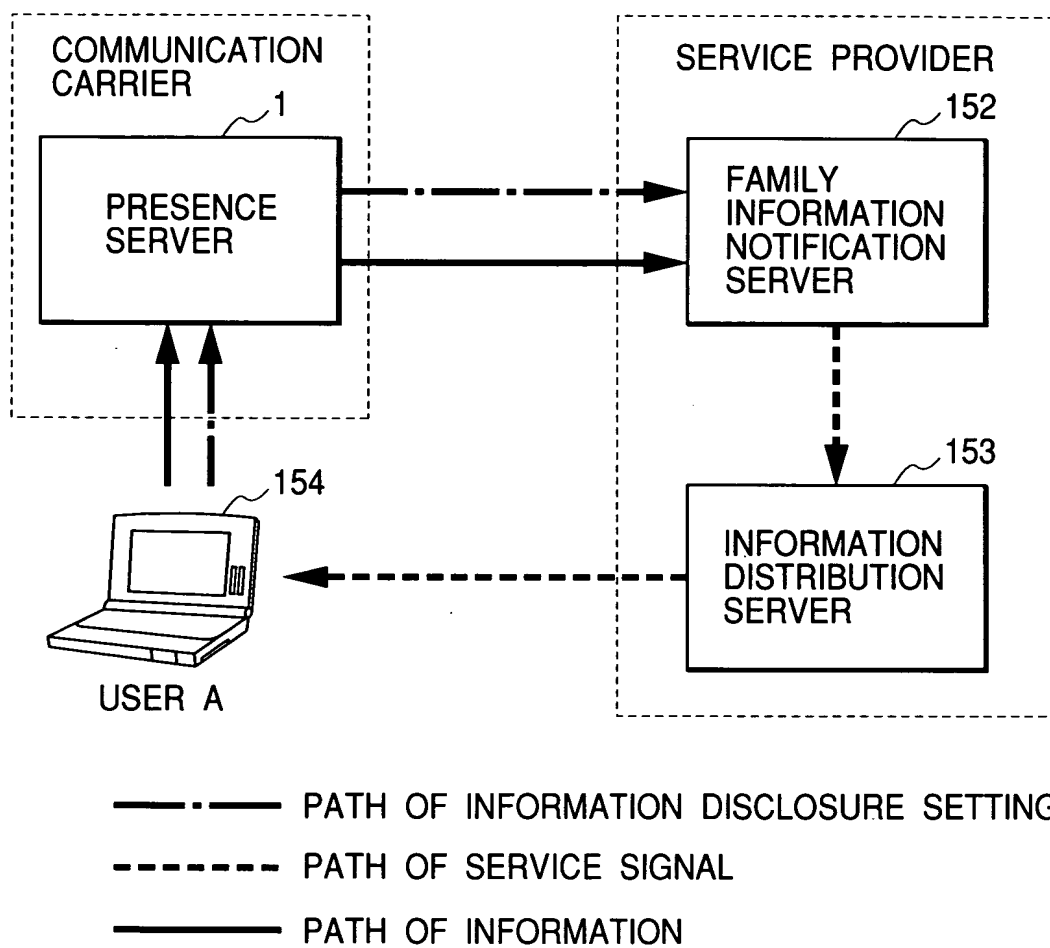 COMMUNICATION
CARRIER
1
PRESENCE
SERVER
SERVICE PROVIDER
152
FAMILY
INFORMATION
NOTIFICATION
SERVER
153
INFORMATION
DISTRIBUTION
SERVER
154
USER A
PATH OF INFORMATION DISCLOSURE SETTING
PATH OF SERVICE SIGNAL
PATH OF INFORMATION